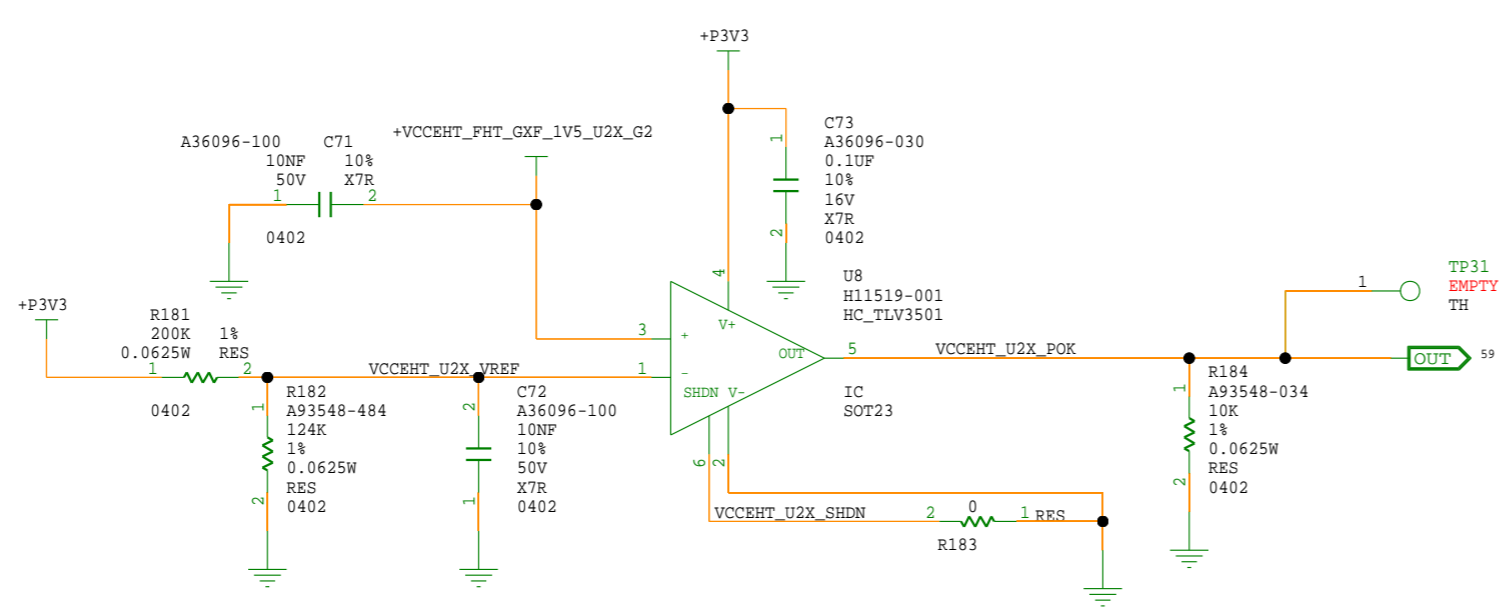 +P3V3
A36096-100 C71
10NF 10%
50V X7R
1 2
0402
+VCCEHT_FHT_GXF_1V5_U2X_G2
C73
A36096-030
0.1UF
10%
16V
X7R
0402
1
2
+P3V3
R181
200K 1%
0.0625W RES
1 2
0402
VCCEHT_U2X_VREF
R182
A93548-484
124K
1%
0.0625W
RES
0402
1
2
C72
A36096-100
10NF
10%
50V
X7R
0402
2
1
U8
H11519-001
HC_TLV3501
4
V+
3 +
1 -
OUT 5
SHDN V-
6 2
IC
SOT23
VCCEHT_U2X_SHDN
2 0 1 RES
R183
VCCEHT_U2X_POK
R184
A93548-034
10K
1%
0.0625W
RES
0402
1
2
1
TP31
EMPTY
TH
OUT 59